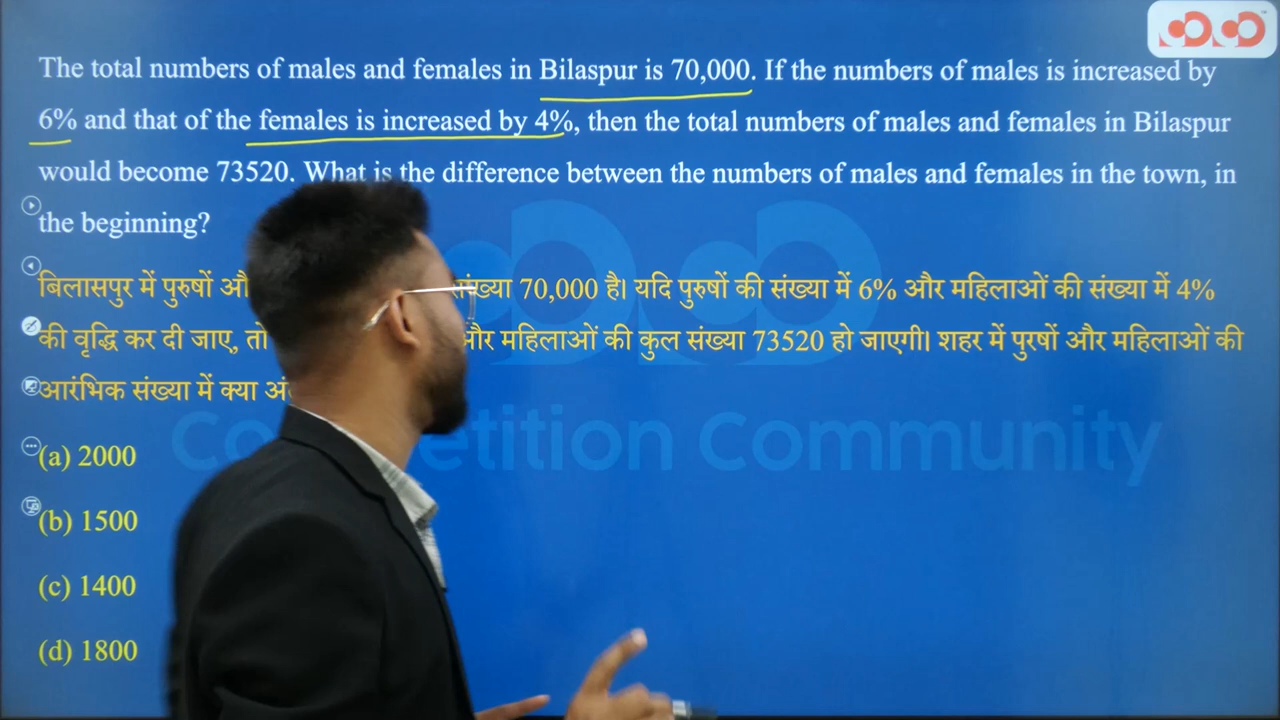 The total numbers of males and females in Bilaspur is 70,000. If the numbers of males is increased by
6% and that of the females is increased by 4%, then the total numbers of males and females in Bilaspur
would become 73520. What is the difference between the numbers of males and females in the town, in
the beginning?
बिलासपुर में पुरुषों 70,000 है। यदि पुरुषों की संख्या में 6% और महिलाओं की संख्या में 4%
की वृद्धि कर दी जाए, तो और महिलाओं की कुल संख्या 73520 हो जाएगी। शहर में पुरषों और महिलाओं की
आरंभिक संख्या में क्या
Community
(a) 2000
(b) 1500
(c) 1400
(d) 1800